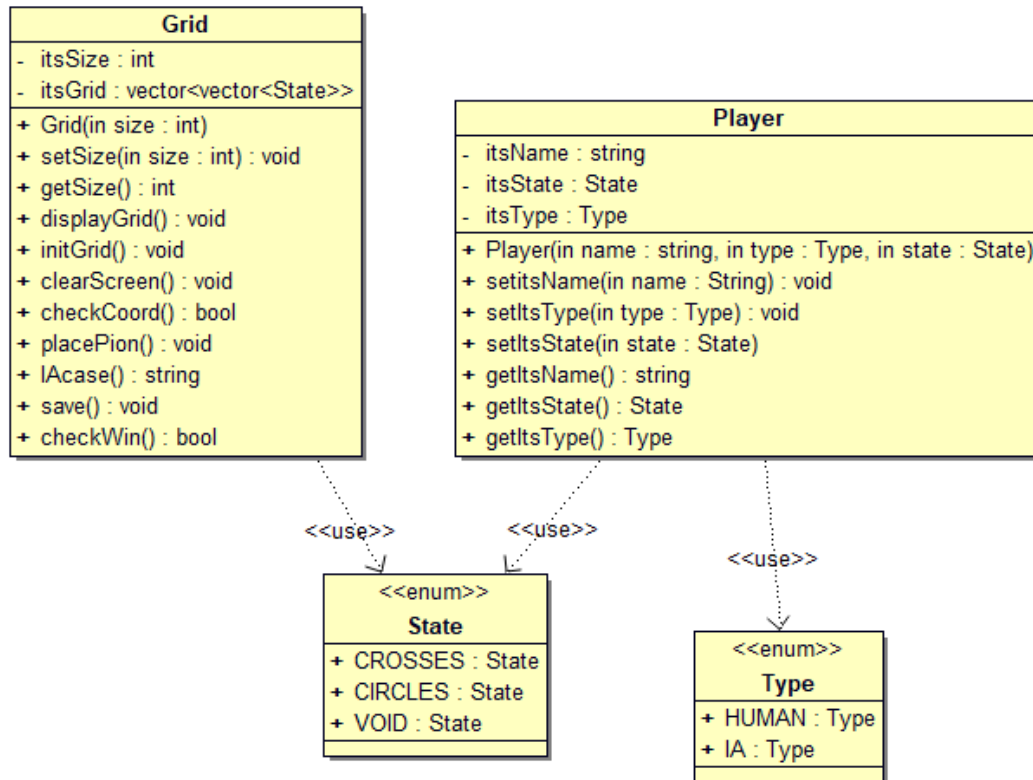 Grid
- itsSize : int
- itsGrid : vector<vector<State>>
+ Grid(in size : int)
+ setSize(in size : int) : void
+ getSize() : int
+ displayGrid() : void
+ initGrid() : void
+ clearScreen() : void
+ checkCoord() : bool
+ placePion() : void
+ IAcase() : string
+ save() : void
+ checkWin() : bool
Player
- itsName : string
- itsState : State
- itsType : Type
+ Player(in name : string, in type : Type, in state : State)
+ setitsName(in name : String) : void
+ setItsType(in type : Type) : void
+ setItsState(in state : State)
+ getItsName() : string
+ getItsState() : State
+ getItsType() : Type
<<use>>
<<use>>
<<use>>
<<enum>>
State
+ CROSSES : State
+ CIRCLES : State
+ VOID : State
<<enum>>
Type
+ HUMAN : Type
+ IA : Type